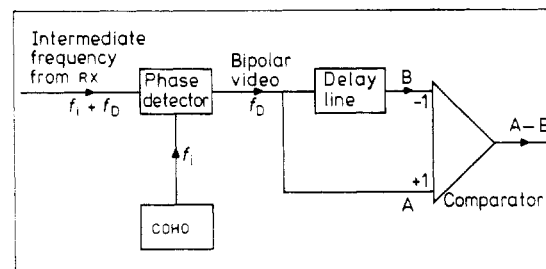 Intermediate
frequency
from RX
fi + fD
Phase
detector
Bipolar
video
fD
Delay
line
B
-1
A-B
+1
A
Comparator
fi
COHO